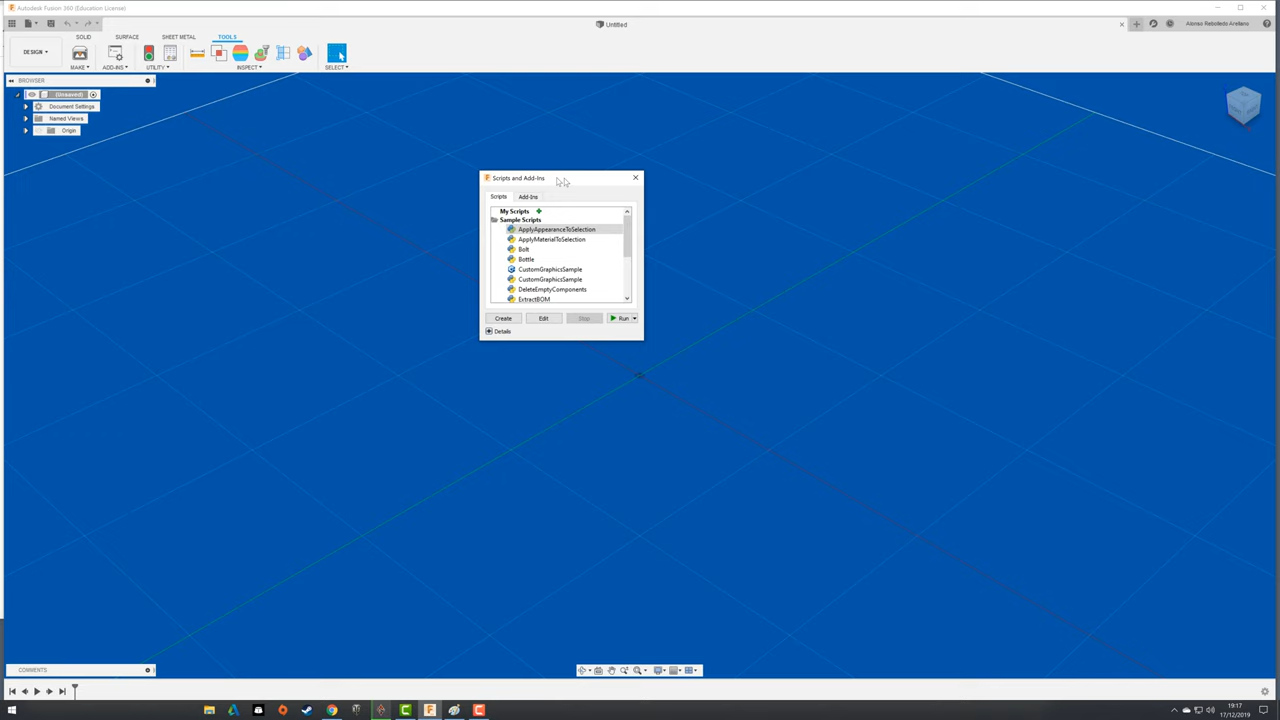 Autodesk Fusion 360 (Education License)
Untitled
Alonso Rebolledo Arellano
SOLID SURFACE SHEET METAL TOOLS
DESIGN
MAKE ADD-INS UTILITY INSPECT SELECT
BROWSER
(Unsaved)
Document Settings
Named Views
Origin
Scripts and Add-Ins
Scripts Add-Ins
My Scripts
Sample Scripts
ApplyAppearanceToSelection
ApplyMaterialToSelection
Bolt
Bottle
CustomGraphicsSample
CustomGraphicsSample
DeleteEmptyComponents
ExtractBOM
Create Edit Stop Run
Details
COMMENTS
19:17
17/12/2019